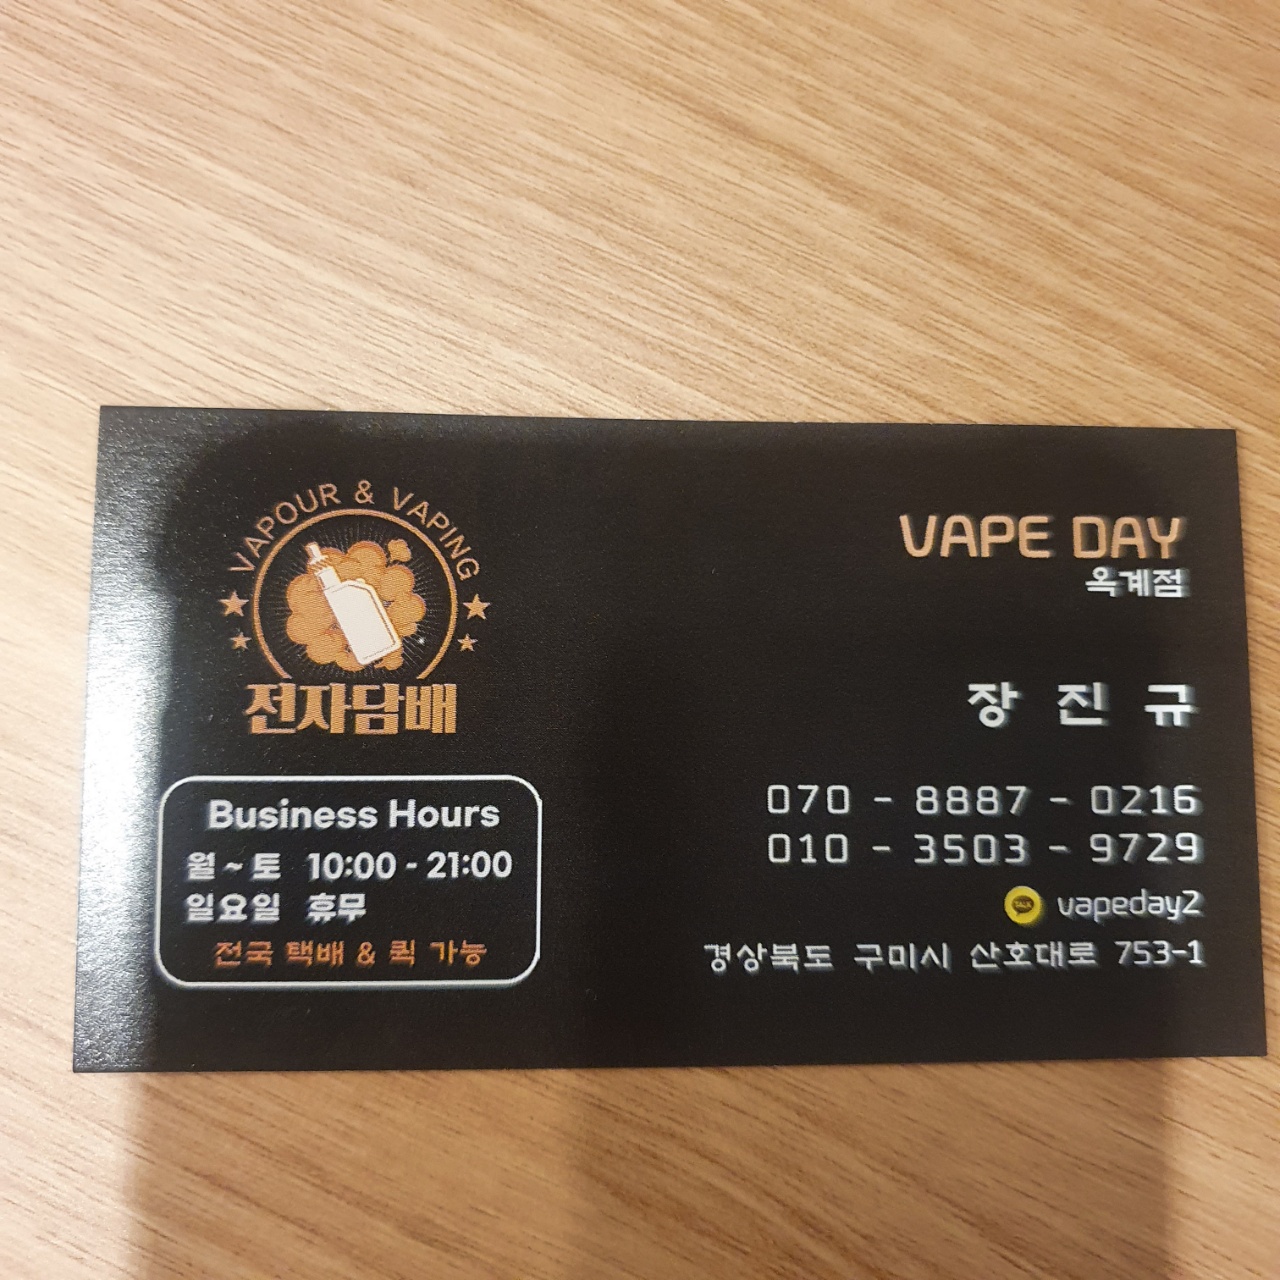 VAPOUR & VAPING
전자담배
Business Hours
월 ~ 토 10:00 - 21:00
일요일 휴무
전국 택배 & 퀵 가능
VAPE DAY
옥계점
장 진 규
070 - 8887 - 0216
010 - 3503 - 9729
TALK vapeday2
경상북도 구미시 산호대로 753-1